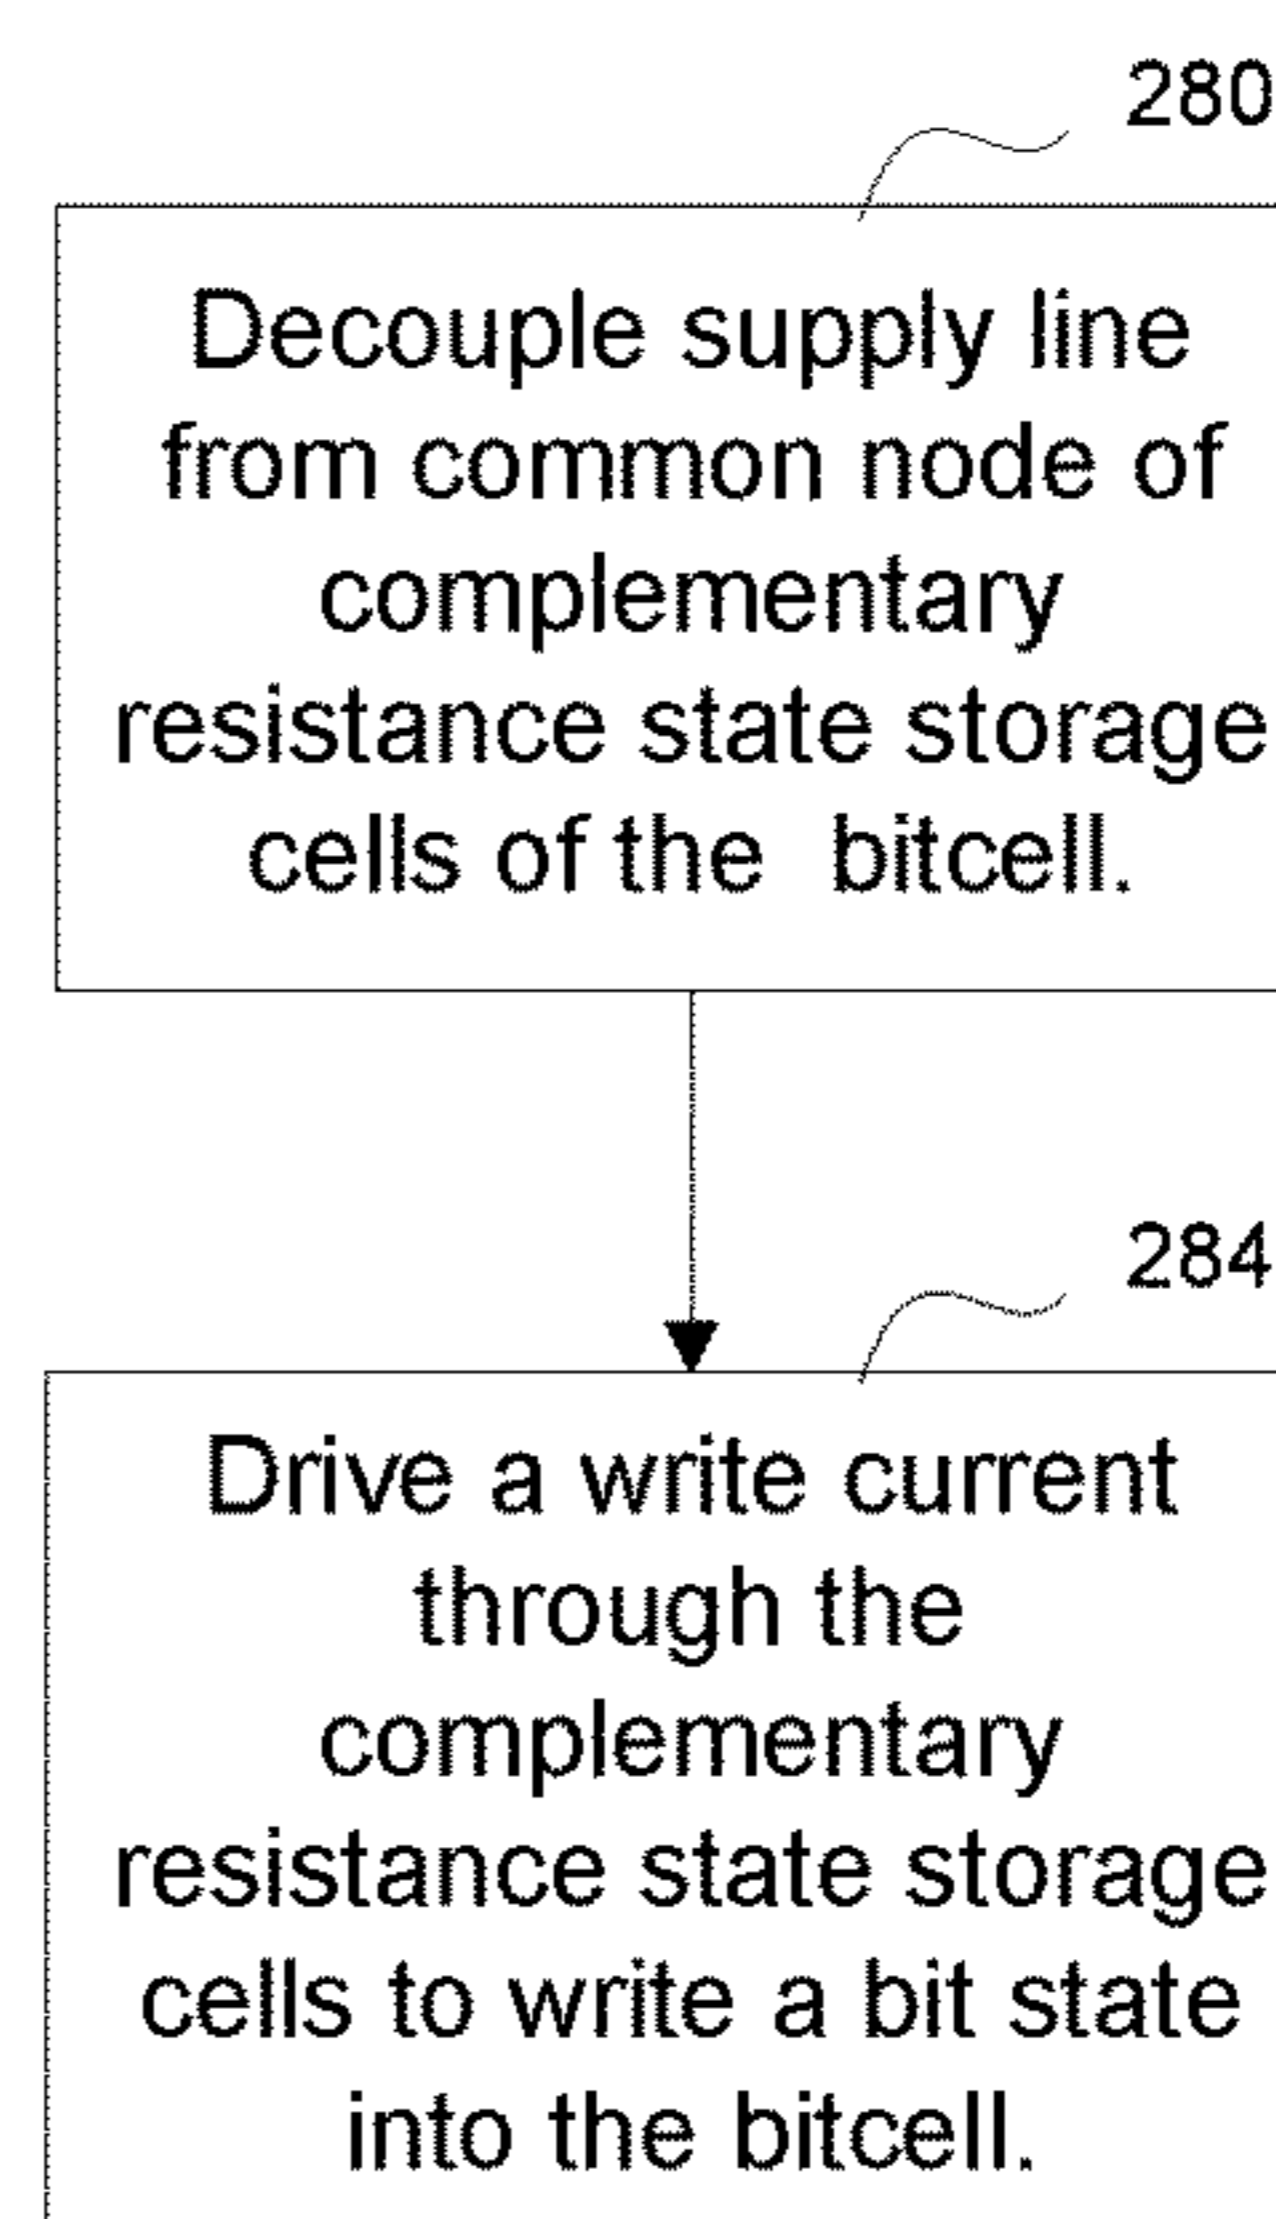 280
Decouple supply line
from common node of
complementary
resistance state storage
cells of the bitcell.
284
Drive a write current
through the
complementary
resistance state storage
cells to write a bit state
into the bitcell.